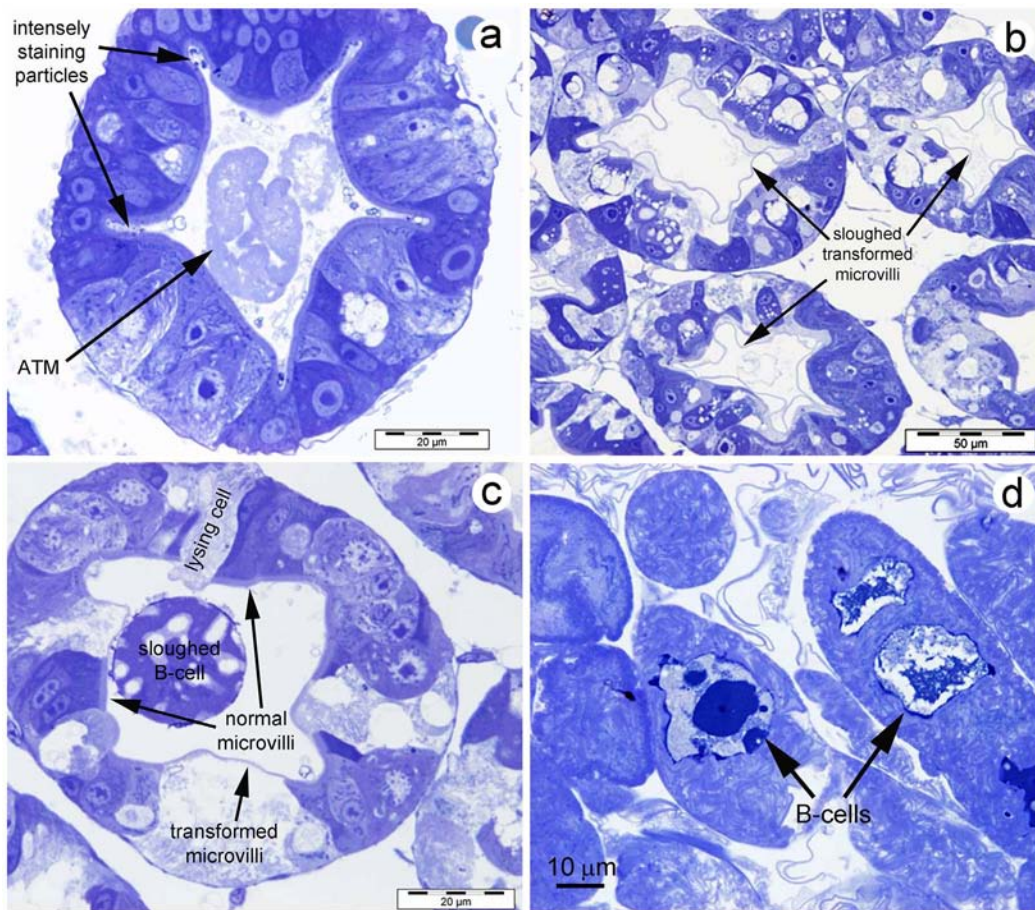 a
intensely
staining
particles
ATM
20 µm
b
sloughed
transformed
microvilli
50 µm
c
lysing cell
sloughed
B-cell
normal
microvilli
transformed
microvilli
20 µm
d
B-cells
10 µm